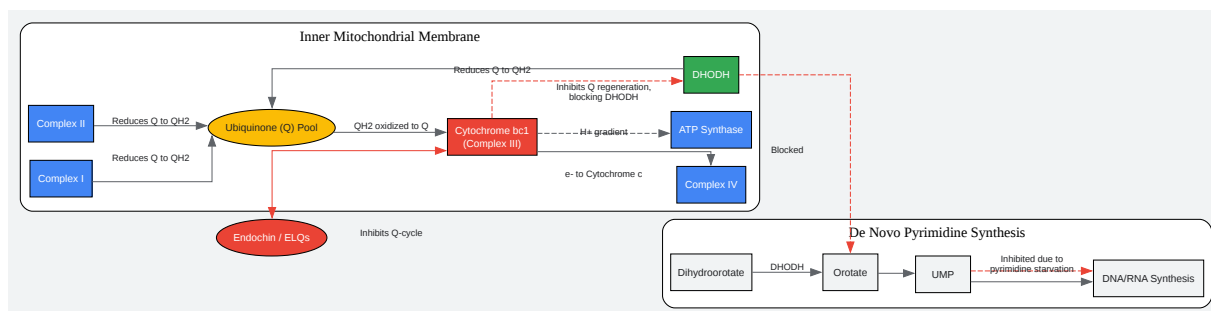 Inner Mitochondrial Membrane
Reduces Q to QH2
DHODH
Inhibits Q regeneration,
blocking DHODH
Complex II
Reduces Q to QH2
Ubiquinone (Q) Pool
QH2 oxidized to Q
Cytochrome bc1
(Complex III)
H+ gradient
ATP Synthase
Blocked
Reduces Q to QH2
Complex I
e- to Cytochrome c
Complex IV
Endochin / ELQs
Inhibits Q-cycle
De Novo Pyrimidine Synthesis
Dihydroorotate
DHODH
Orotate
UMP
Inhibited due to
pyrimidine starvation
DNA/RNA Synthesis